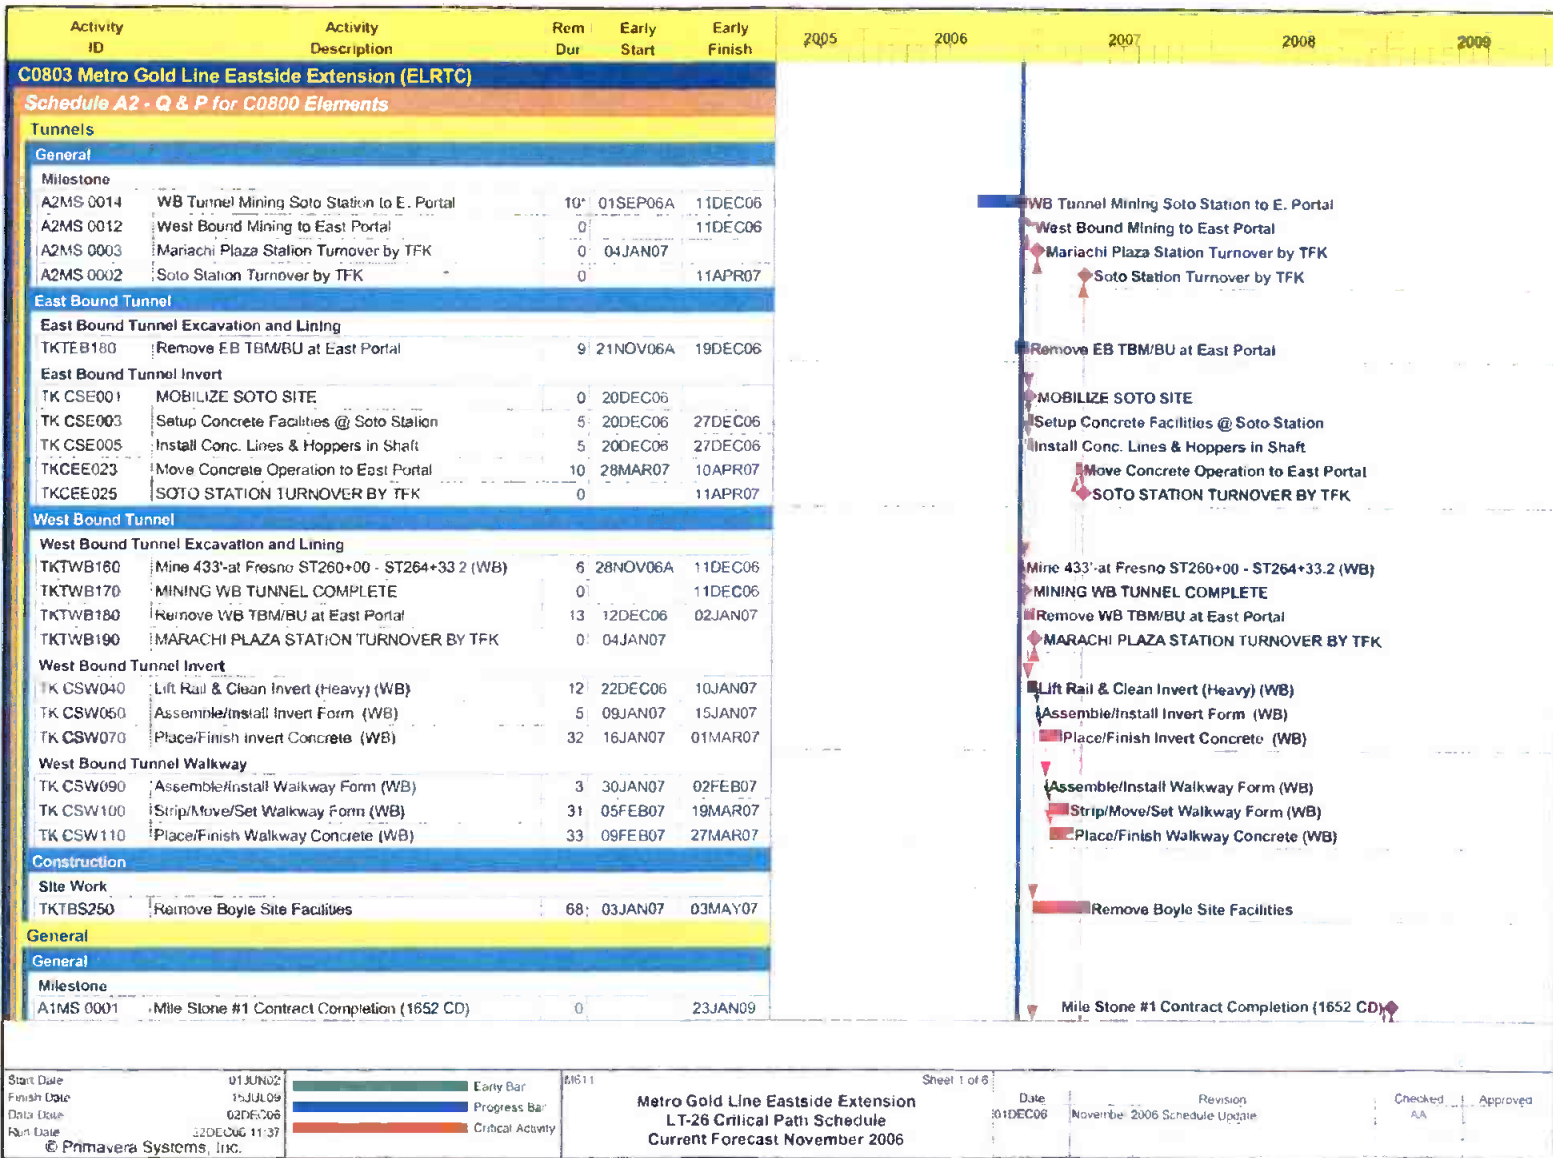 Activity ID Activity Description Rem Dur Early Start Early Finish 2005 2006 2007 2008 2009
C0803 Metro Gold Line Eastside Extension (ELRTC)
Schedule A2 - Q & P for C0800 Elements
Tunnels
General
Milestone
A2MS 0014 WB Tunnel Mining Soto Station to E. Portal 10* 01SEP06A 11DEC06 WB Tunnel Mining Soto Station to E. Portal
A2MS 0012 West Bound Mining to East Portal 0 11DEC06 West Bound Mining to East Portal
A2MS 0003 Mariachi Plaza Station Turnover by TFK 0 04JAN07 Mariachi Plaza Station Turnover by TFK
A2MS 0002 Soto Station Turnover by TFK 0 11APR07 Soto Station Turnover by TFK
East Bound Tunnel
East Bound Tunnel Excavation and Lining
TKTEB180 Remove EB TBM/BU at East Portal 9 21NOV06A 19DEC06 Remove EB TBM/BU at East Portal
East Bound Tunnel Invert
TK CSE001 MOBILIZE SOTO SITE 0 20DEC06 MOBILIZE SOTO SITE
TK CSE003 Setup Concrete Facilities @ Soto Station 5 20DEC06 27DEC06 Setup Concrete Facilities @ Soto Station
TK CSE005 Install Conc. Lines & Hoppers in Shaft 5 20DEC06 27DEC06 Install Conc. Lines & Hoppers in Shaft
TKCEE023 Move Concrete Operation to East Portal 10 28MAR07 10APR07 Move Concrete Operation to East Portal
TKCEE025 SOTO STATION TURNOVER BY TFK 0 11APR07 SOTO STATION TURNOVER BY TFK
West Bound Tunnel
West Bound Tunnel Excavation and Lining
TKTWB160 Mine 433'-at Fresno ST260+00 - ST264+33.2 (WB) 6 28NOV06A 11DEC06 Mine 433'-at Fresno ST260+00 - ST264+33.2 (WB)
TKTWB170 MINING WB TUNNEL COMPLETE 0 11DEC06 MINING WB TUNNEL COMPLETE
TKTWB180 Remove WB TBM/BU at East Portal 13 12DEC06 02JAN07 Remove WB TBM/BU at East Portal
TKTWB190 MARACHI PLAZA STATION TURNOVER BY TFK 0 04JAN07 MARACHI PLAZA STATION TURNOVER BY TFK
West Bound Tunnel Invert
TK CSW040 Lift Rail & Clean Invert (Heavy) (WB) 12 22DEC06 10JAN07 Lift Rail & Clean Invert (Heavy) (WB)
TK CSW050 Assemble/Install Invert Form (WB) 5 09JAN07 15JAN07 Assemble/Install Invert Form (WB)
TK CSW070 Place/Finish Invert Concrete (WB) 32 16JAN07 01MAR07 Place/Finish Invert Concrete (WB)
West Bound Tunnel Walkway
TK CSW090 Assemble/Install Walkway Form (WB) 3 30JAN07 02FEB07 Assemble/Install Walkway Form (WB)
TK CSW100 Strip/Move/Set Walkway Form (WB) 31 05FEB07 19MAR07 Strip/Move/Set Walkway Form (WB)
TK CSW110 Place/Finish Walkway Concrete (WB) 33 09FEB07 27MAR07 Place/Finish Walkway Concrete (WB)
Construction
Site Work
TKTBS250 Remove Boyle Site Facilities 68 03JAN07 03MAY07 Remove Boyle Site Facilities
General
General
Milestone
A1MS 0001 Mile Stone #1 Contract Completion (1652 CD) 0 23JAN09 Mile Stone #1 Contract Completion (1652 CD)
Start Date 01JUN02
Finish Date 15JUL09
Data Date 02DEC06
Run Date 22DEC06 11:37
© Primavera Systems, Inc.
Early Bar
Progress Bar
Critical Activity
M611
Sheet 1 of 6
Metro Gold Line Eastside Extension
LT-26 Critical Path Schedule
Current Forecast November 2006
Date Revision Checked Approved
01DEC06 November 2006 Schedule Update AA